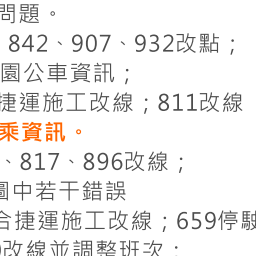 問題。
842、907、932改點；
園公車資訊；
捷運施工改線；811改線
乘資訊。
、817、896改線；
圖中若干錯誤
合捷運施工改線；659停駛
0改線並調整班次；